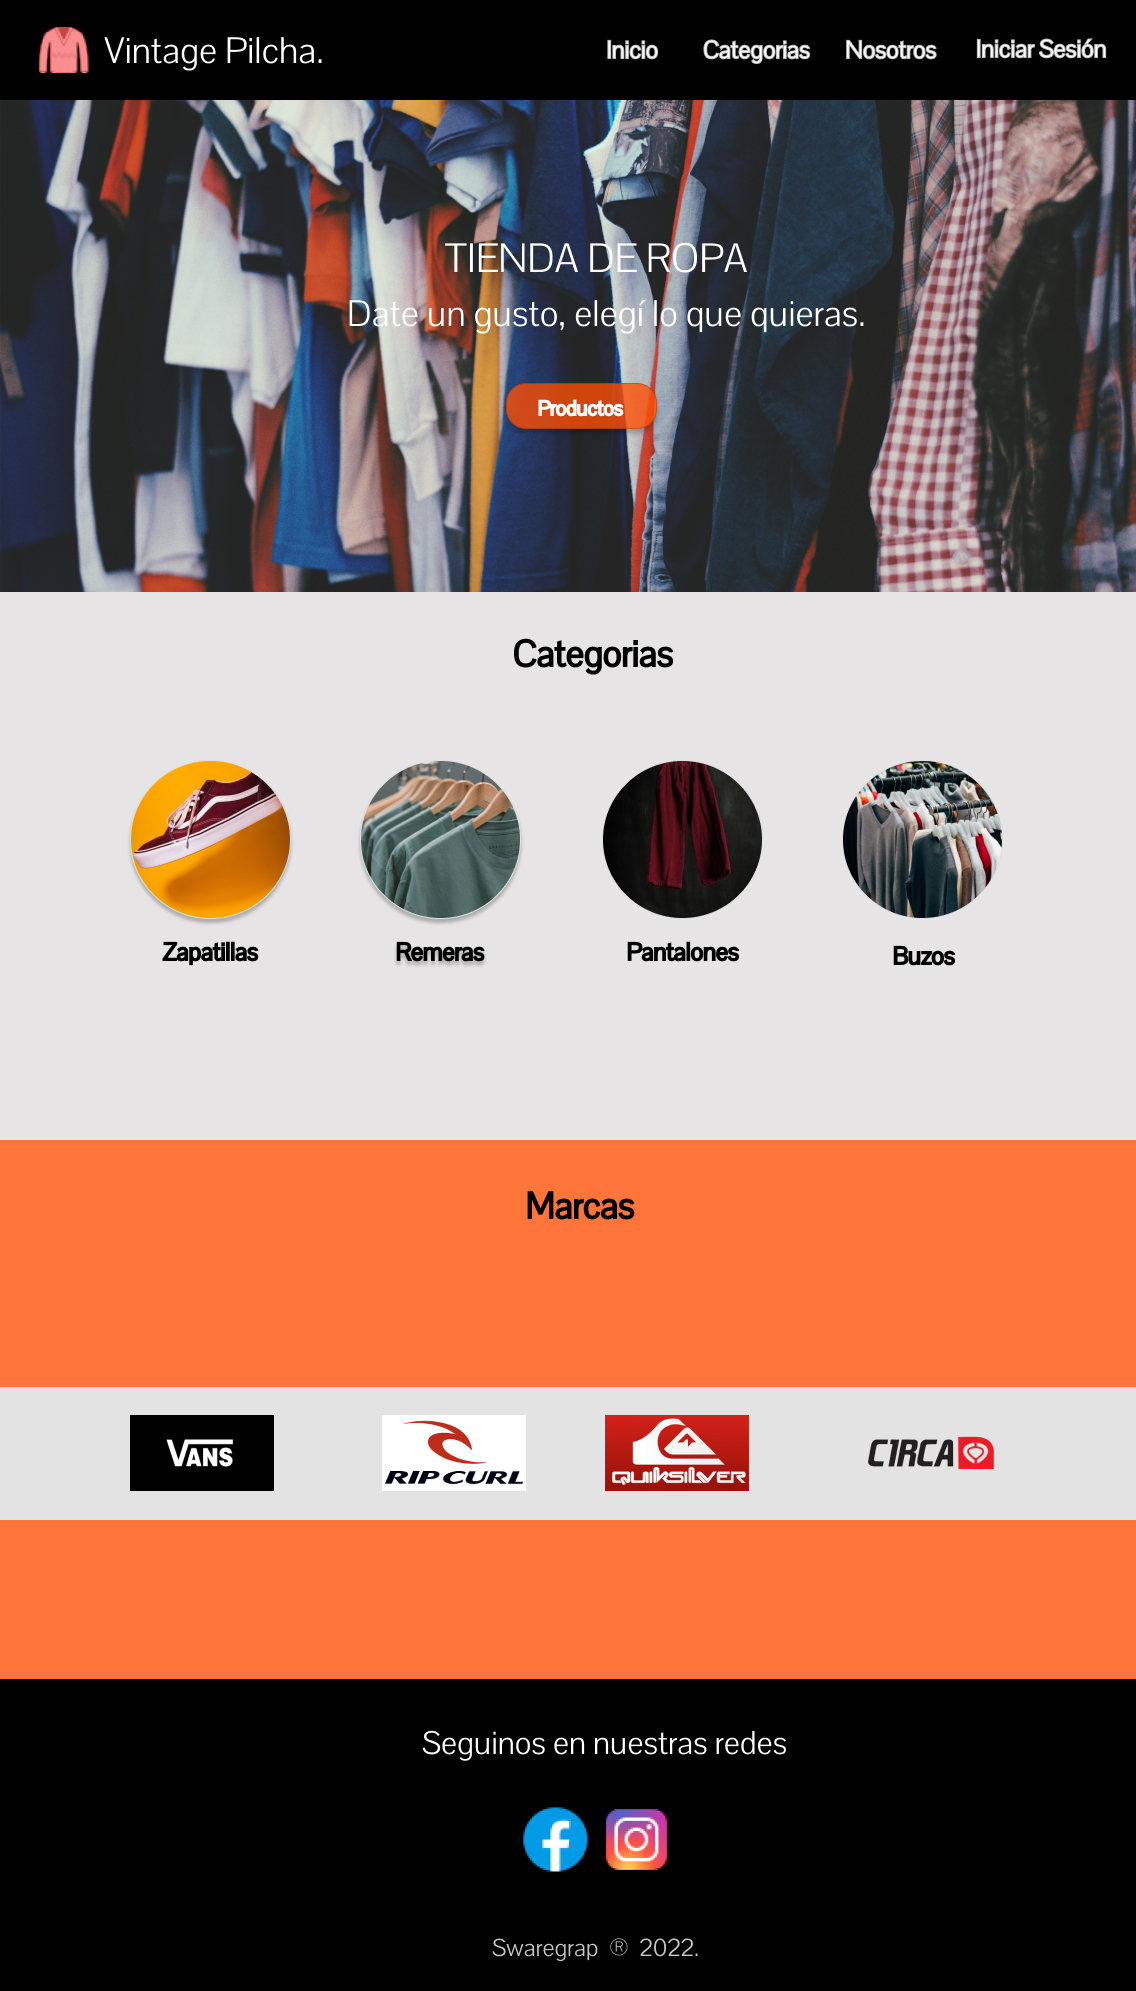 Vintage Pilcha.
Inicio Categorias Nosotros Iniciar Sesión
TIENDA DE ROPA
Date un gusto, elegí lo que quieras.
Productos
Categorias
Zapatillas Remeras Pantalones Buzos
Marcas
VANS RIP CURL QUIKSILVER C1RCA
Seguinos en nuestras redes
Swaregrap ® 2022.